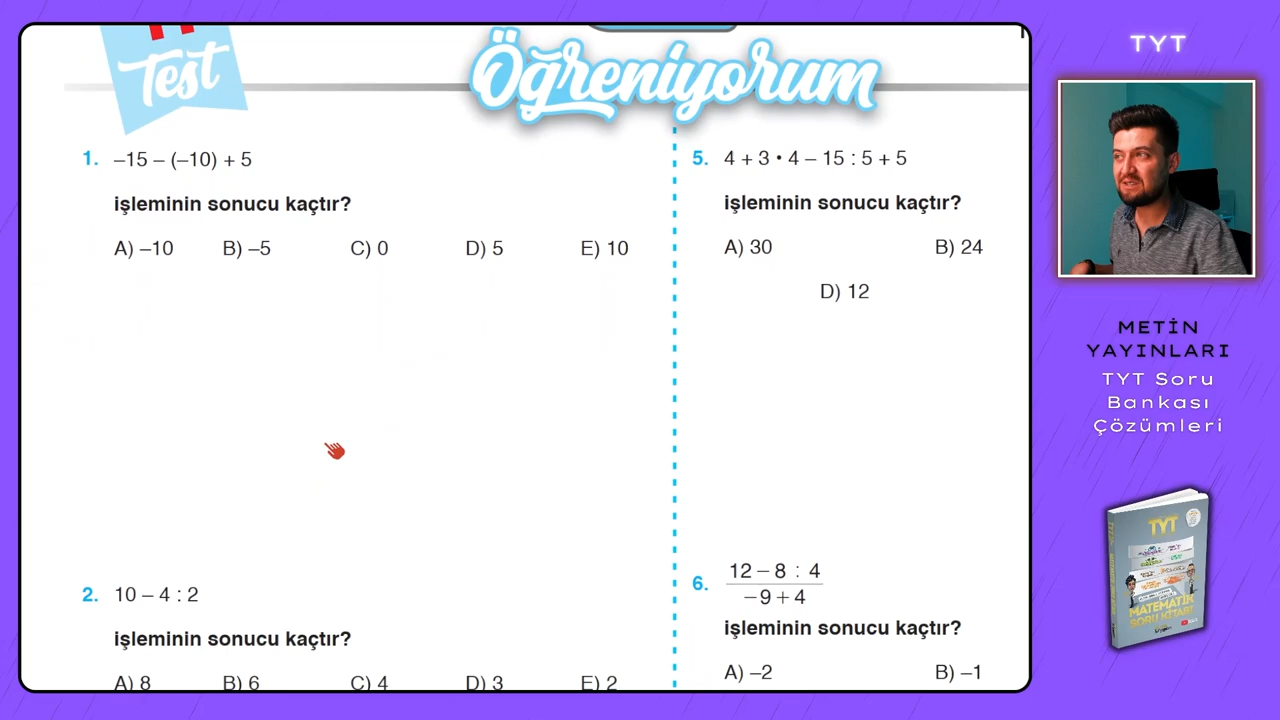 Test
Öğreniyorum
1. –15 – (–10) + 5
işleminin sonucu kaçtır?
A) –10 B) –5 C) 0 D) 5 E) 10
2. 10 – 4 : 2
işleminin sonucu kaçtır?
A) 8 B) 6 C) 4 D) 3 E) 2
5. 4 + 3 • 4 – 15 : 5 + 5
işleminin sonucu kaçtır?
A) 30 B) 24
D) 12
6. 12 – 8 : 4
–9 + 4
işleminin sonucu kaçtır?
A) –2 B) –1
TYT
METİN
YAYINLARI
TYT Soru
Bankası
Çözümleri
TYT
MATEMATİK
SORU KİTABI